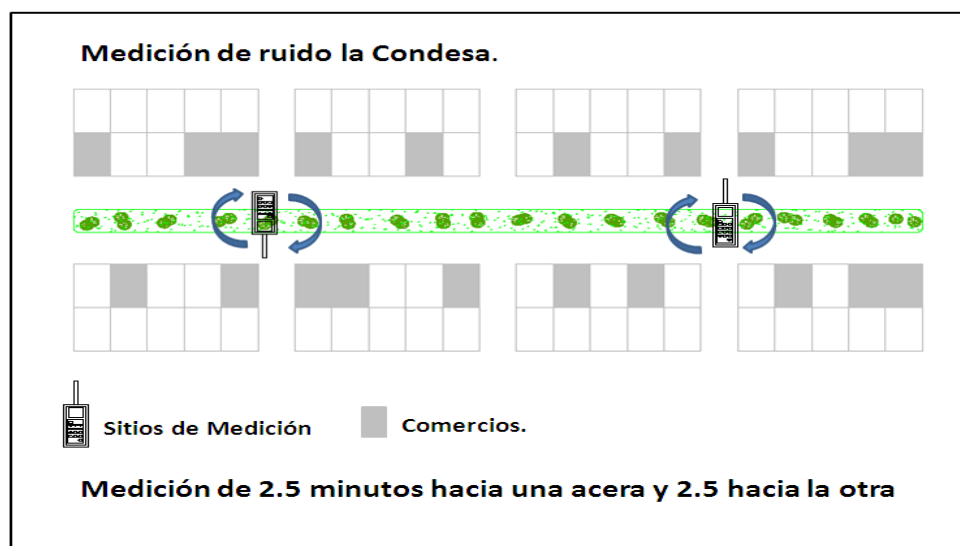 Medición de ruido la Condesa.
Sitios de Medición
Comercios.
Medición de 2.5 minutos hacia una acera y 2.5 hacia la otra